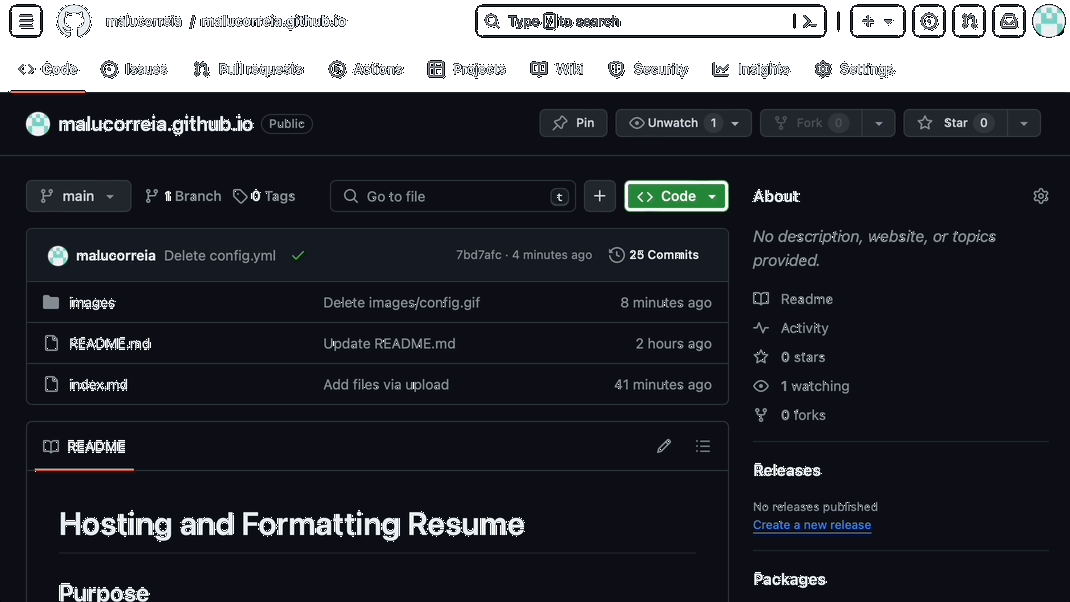 malucorreia / malucorreia.github.io
Type / to search
Code Issues Pull requests Actions Projects Wiki Security Insights Settings
malucorreia.github.io Public
Pin Unwatch 1 Fork 0 Star 0
main 1 Branch 0 Tags Go to file t Code
malucorreia Delete config.yml 7bd7afc · 4 minutes ago 25 Commits
images Delete images/config.gif 8 minutes ago
README.md Update README.md 2 hours ago
index.md Add files via upload 41 minutes ago
README
Hosting and Formatting Resume
Purpose
About
No description, website, or topics
provided.
Readme
Activity
0 stars
1 watching
0 forks
Releases
No releases published
Create a new release
Packages